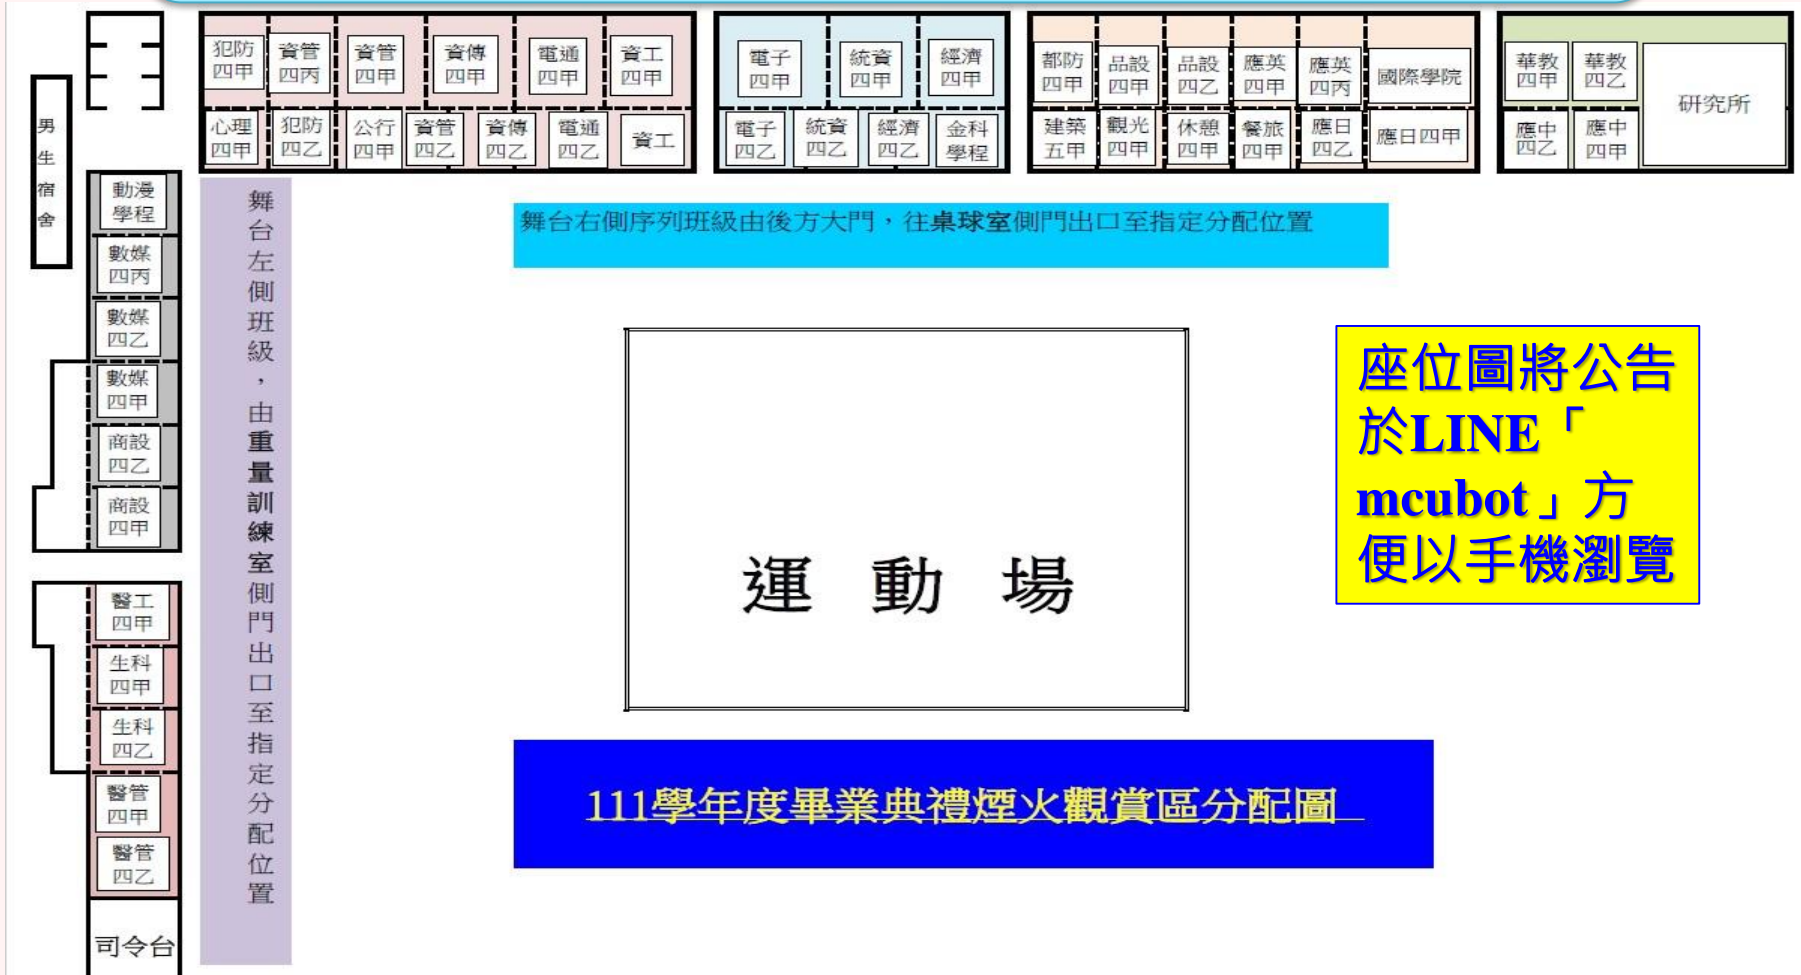 犯防
四甲
資管
四丙
資管
四甲
資傳
四甲
電通
四甲
資工
四甲
心理
四甲
犯防
四乙
公行
四甲
資管
四乙
資傳
四乙
電通
四乙
資工
電子
四甲
統資
四甲
經濟
四甲
電子
四乙
統資
四乙
經濟
四乙
金科
學程
都防
四甲
品設
四甲
品設
四乙
應英
四甲
應英
四丙
國際學院
建築
五甲
觀光
四甲
休憩
四甲
餐旅
四甲
應日
四乙
應日四甲
華教
四甲
華教
四乙
研究所
應中
四乙
應中
四甲
男生宿舍
動漫
學程
數媒
四丙
數媒
四乙
數媒
四甲
商設
四乙
商設
四甲
醫工
四甲
生科
四甲
生科
四乙
醫管
四甲
醫管
四乙
司令台
舞台左側班級，由重量訓練室側門出口至指定分配位置
舞台右側序列班級由後方大門，往桌球室側門出口至指定分配位置
運動場
座位圖將公告
於LINE「
mcubot」方
便以手機瀏覽
111學年度畢業典禮煙火觀賞區分配圖